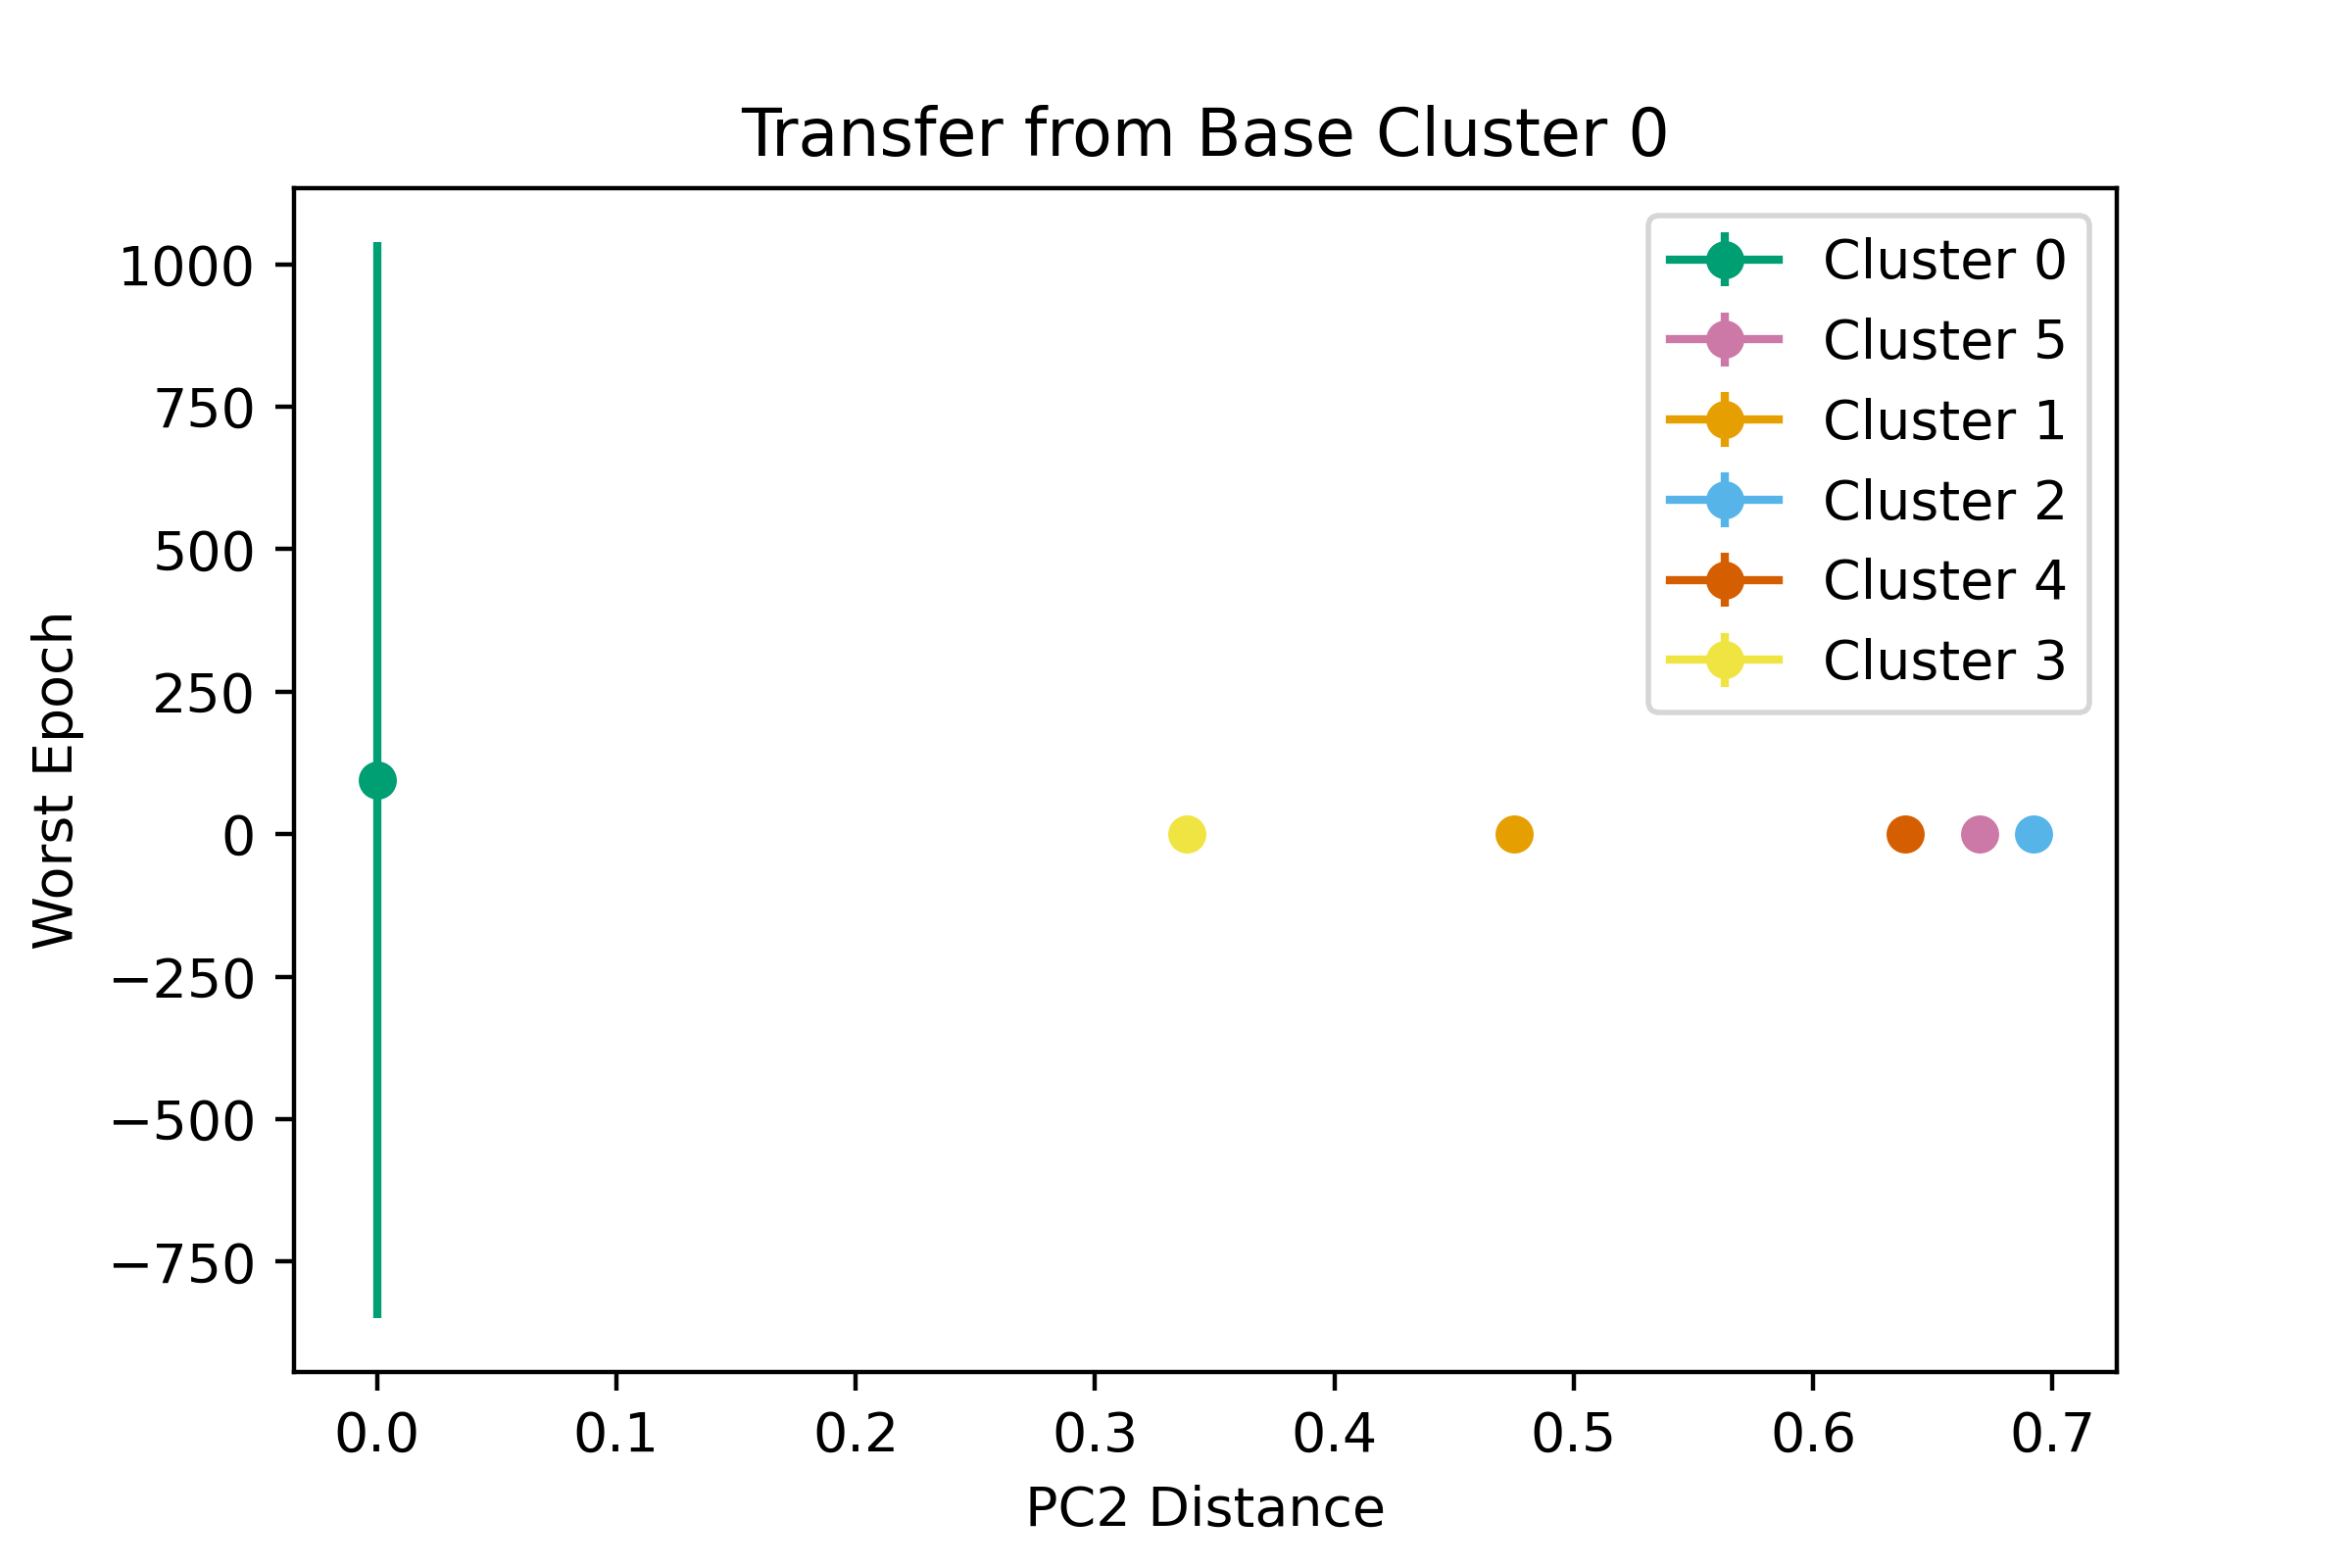 Transfer from Base Cluster 0
Cluster 0
Cluster 5
Cluster 1
Cluster 2
Cluster 4
Cluster 3
Worst Epoch
1000
750
500
250
0
−250
−500
−750
0.0 0.1 0.2 0.3 0.4 0.5 0.6 0.7
PC2 Distance